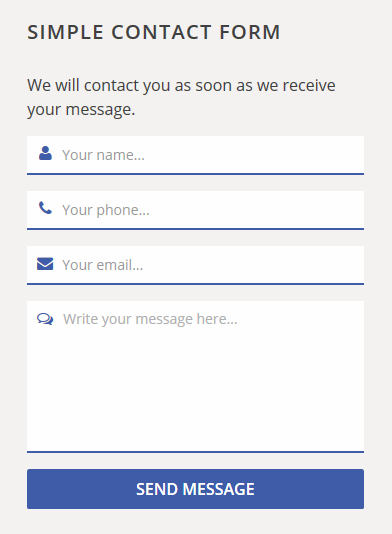 SIMPLE CONTACT FORM
We will contact you as soon as we receive
your message.
Your name...
Your phone...
Your email...
Write your message here...
SEND MESSAGE